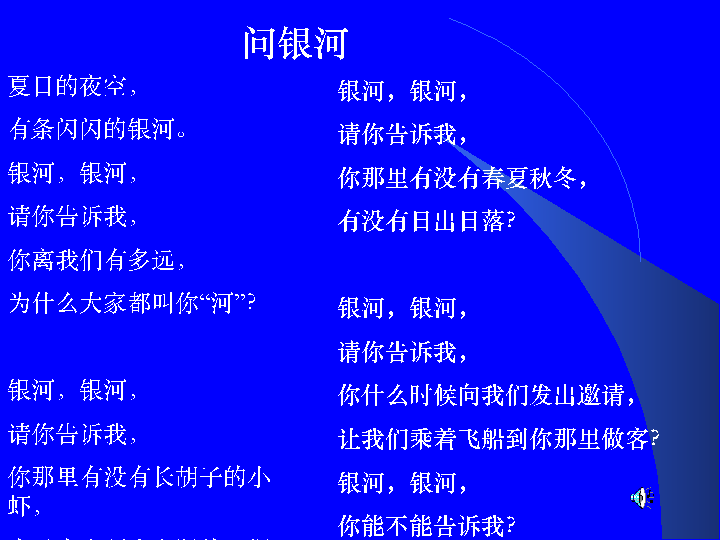 问银河
夏日的夜空，
有条闪闪的银河。
银河，银河，
请你告诉我，
你离我们有多远，
为什么大家都叫你“河”？
银河，银河，
请你告诉我，
你那里有没有长胡子的小
虾，
银河，银河，
请你告诉我，
你那里有没有春夏秋冬，
有没有日出日落？
银河，银河，
请你告诉我，
你什么时候向我们发出邀请，
让我们乘着飞船到你那里做客？
银河，银河，
你能不能告诉我？